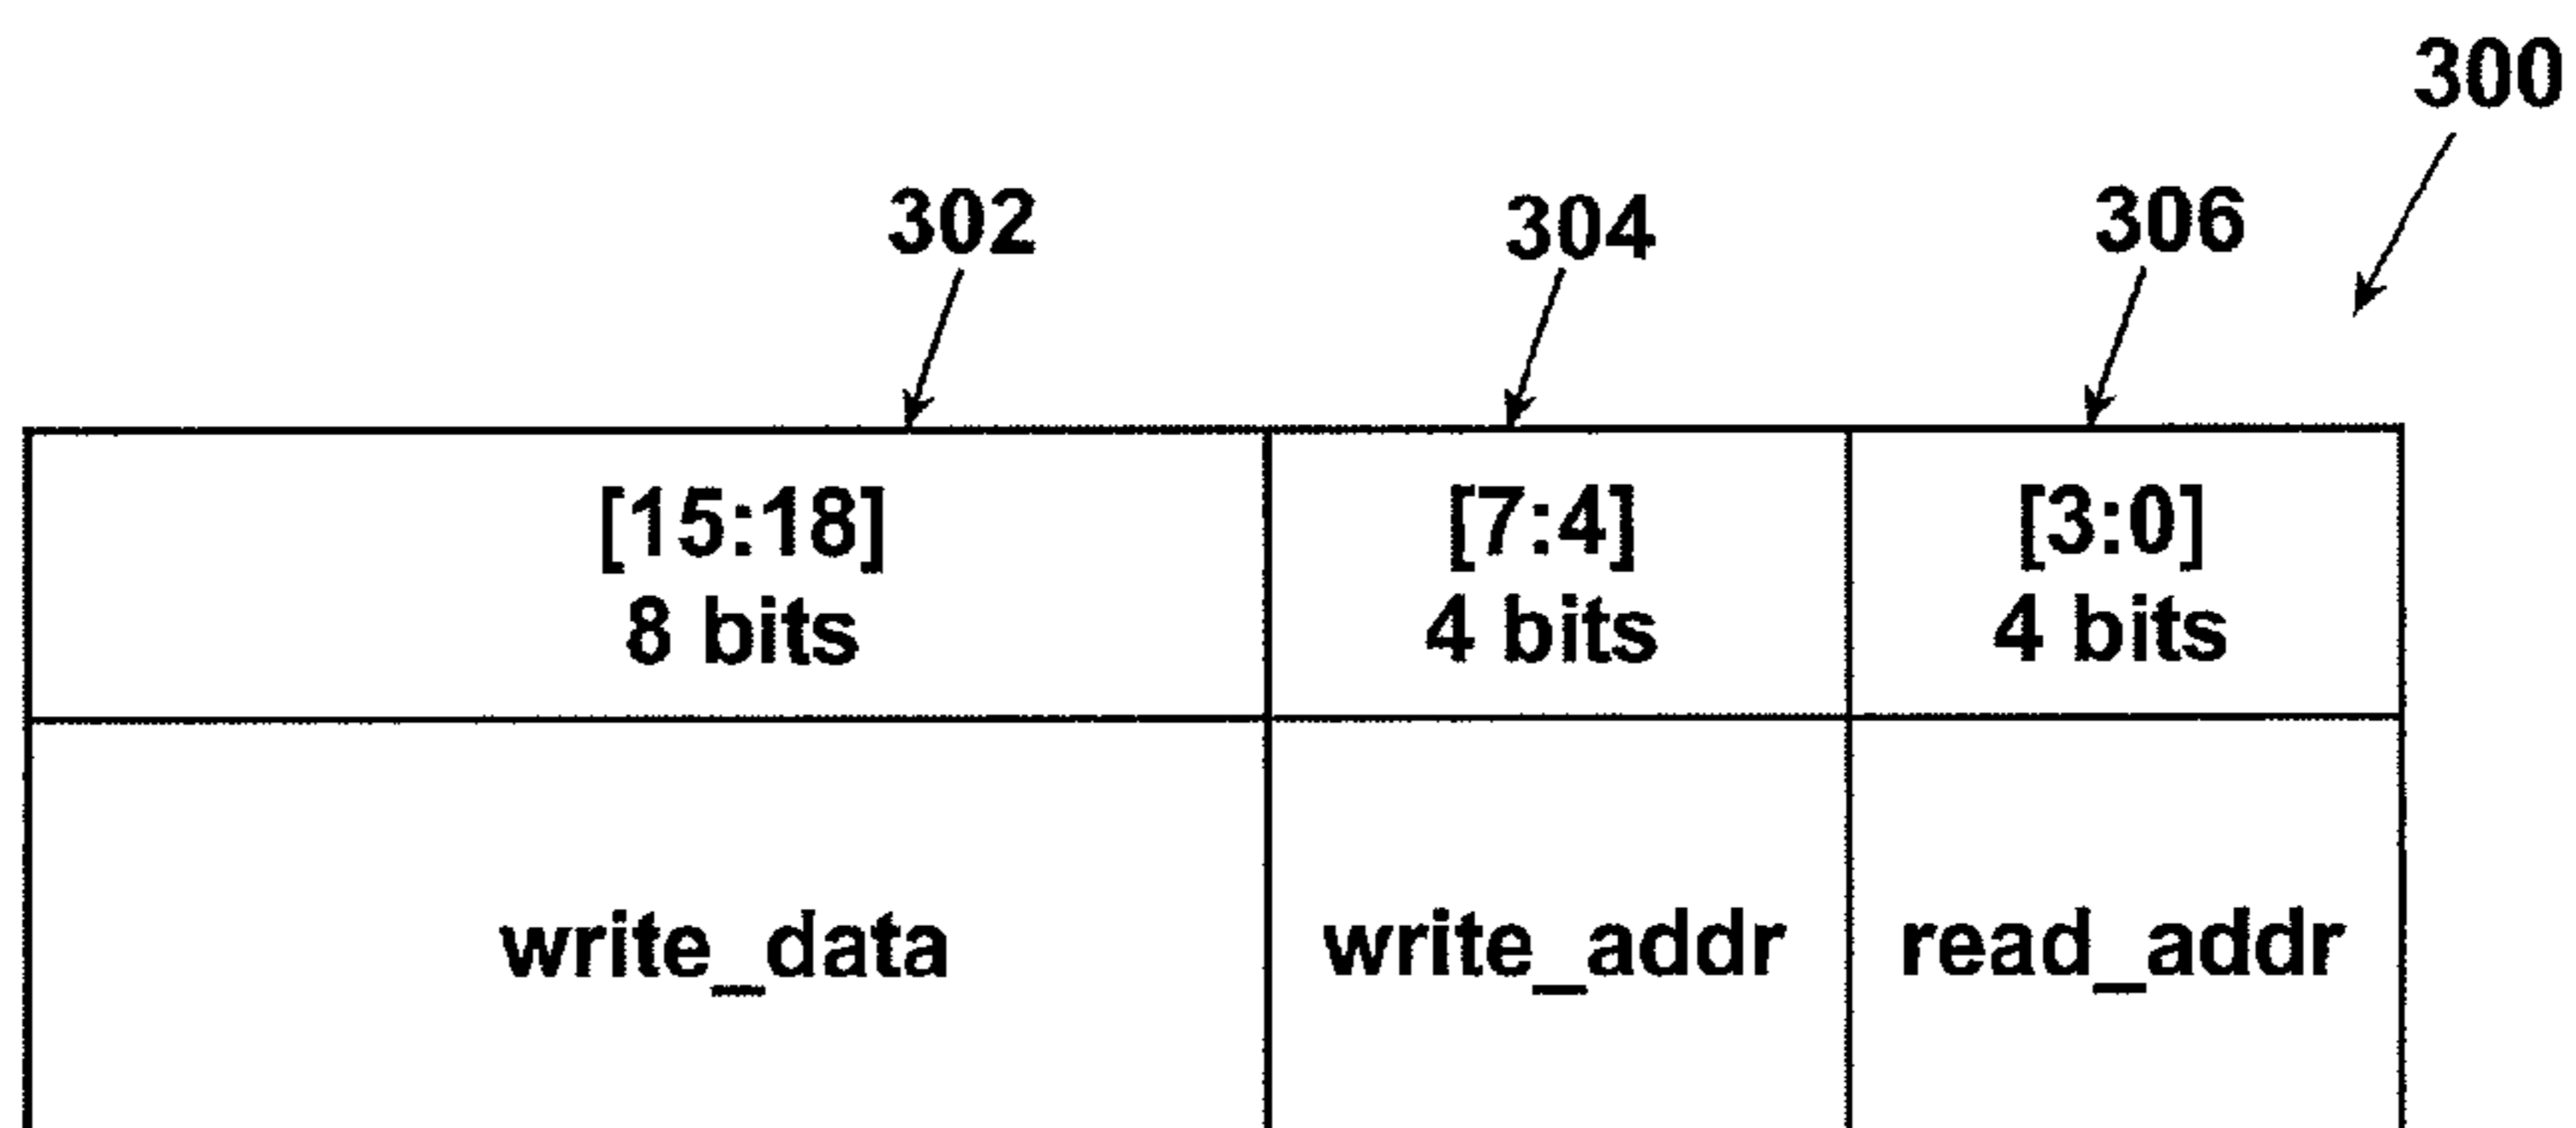 300
302 304 306
[15:18] [7:4] [3:0]
8 bits 4 bits 4 bits
write_data write_addr read_addr